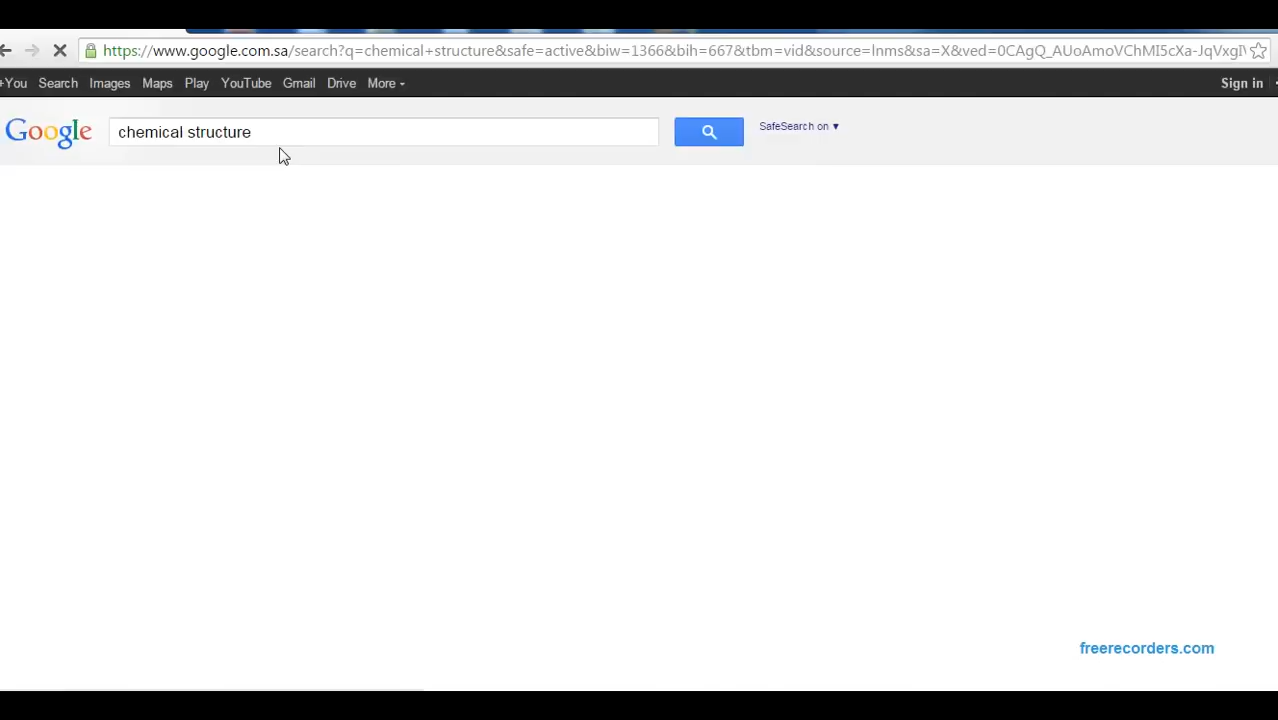 https://www.google.com.sa/search?q=chemical+structure&safe=active&biw=1366&bih=667&tbm=vid&source=lnms&sa=X&ved=0CAgQ_AUoAmoVChMI5cXa-JqVxgI
+You Search Images Maps Play YouTube Gmail Drive More Sign in
Google chemical structure SafeSearch on
freerecorders.com